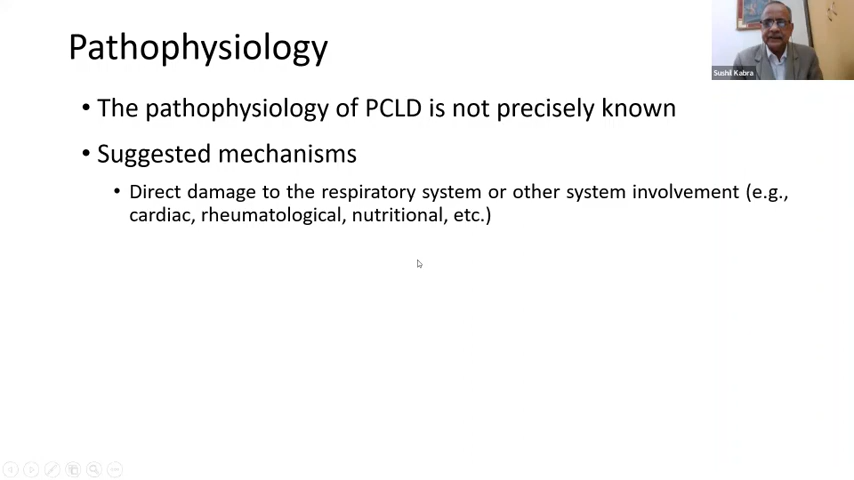 Pathophysiology
Sushil Kabra
• The pathophysiology of PCLD is not precisely known
• Suggested mechanisms
• Direct damage to the respiratory system or other system involvement (e.g.,
cardiac, rheumatological, nutritional, etc.)